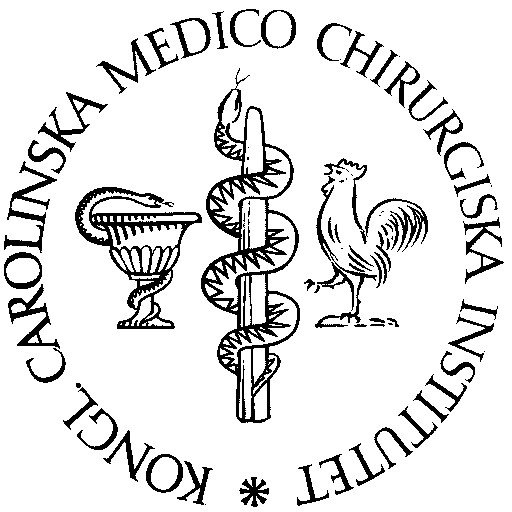 KONGL. CAROLINSKA MEDICO CHIRURGISKA INSTITUTET *